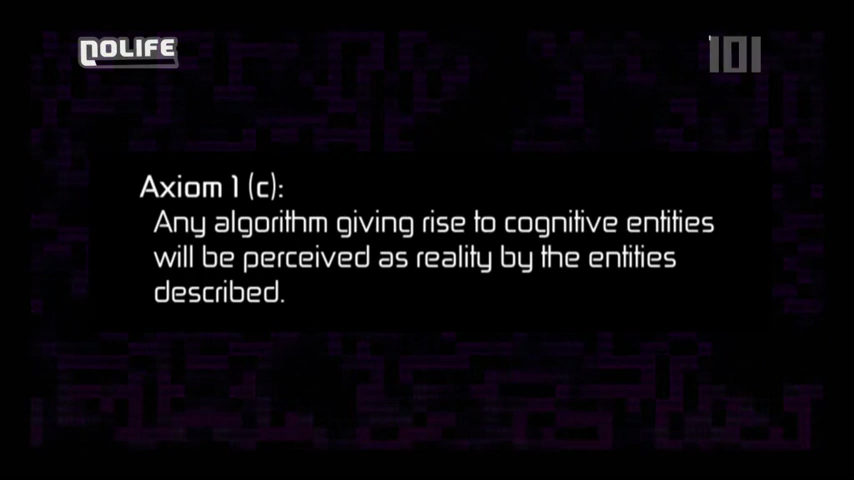 NOLIFE
101
Axiom 1 (c):
Any algorithm giving rise to cognitive entities
will be perceived as reality by the entities
described.